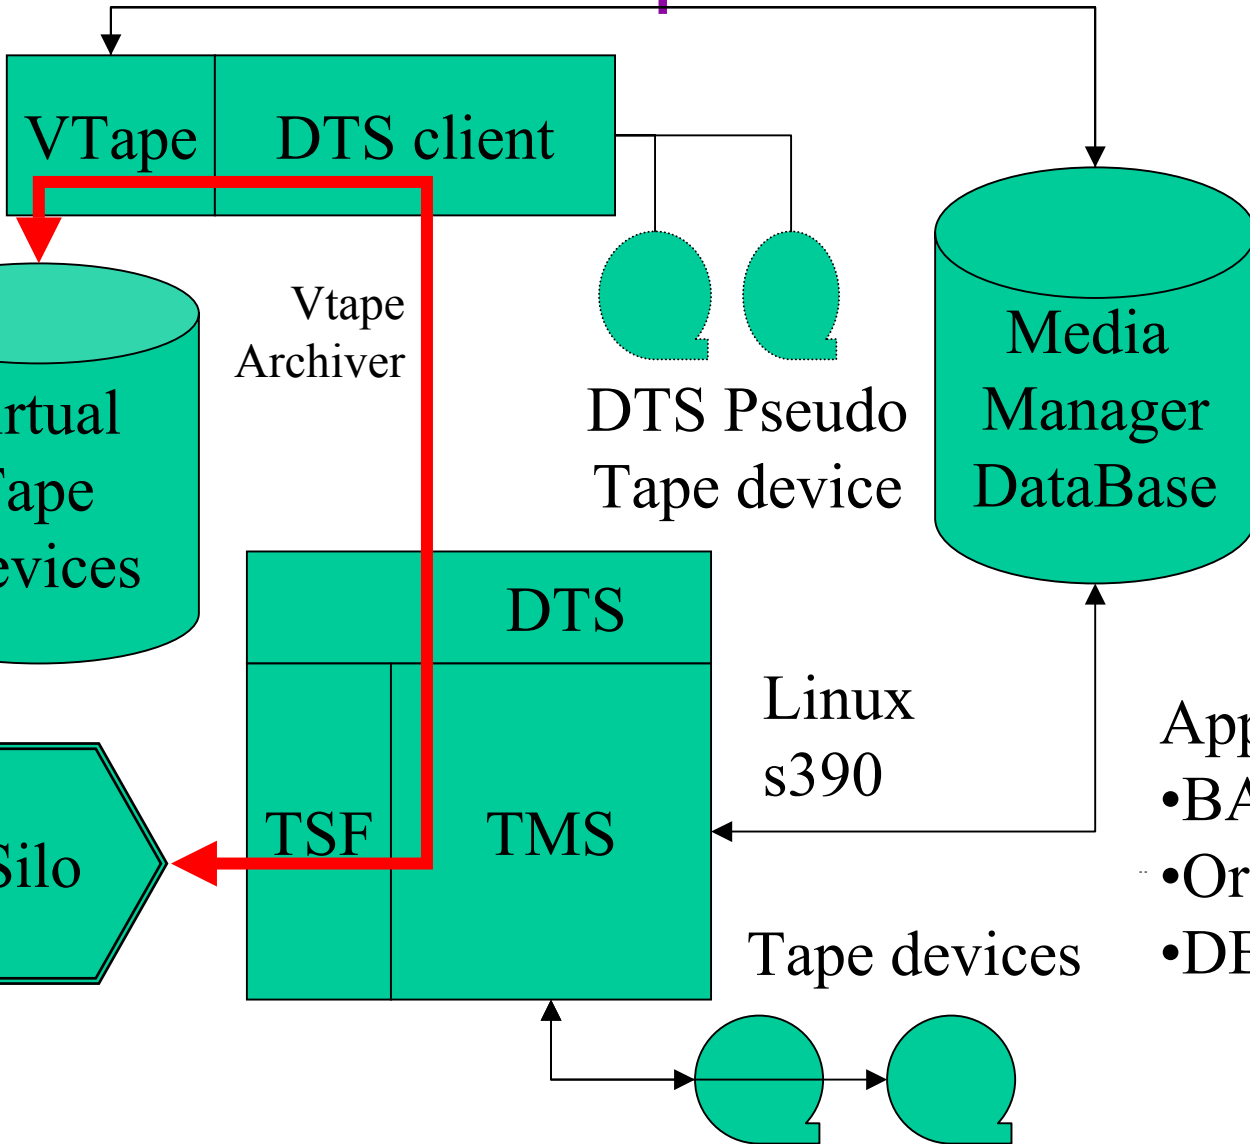 VTape
DTS client
Vtape
Archiver
DTS Pseudo
Tape device
Media
Manager
DataBase
DTS
TSF
TMS
Linux
s390
Silo
Tape devices